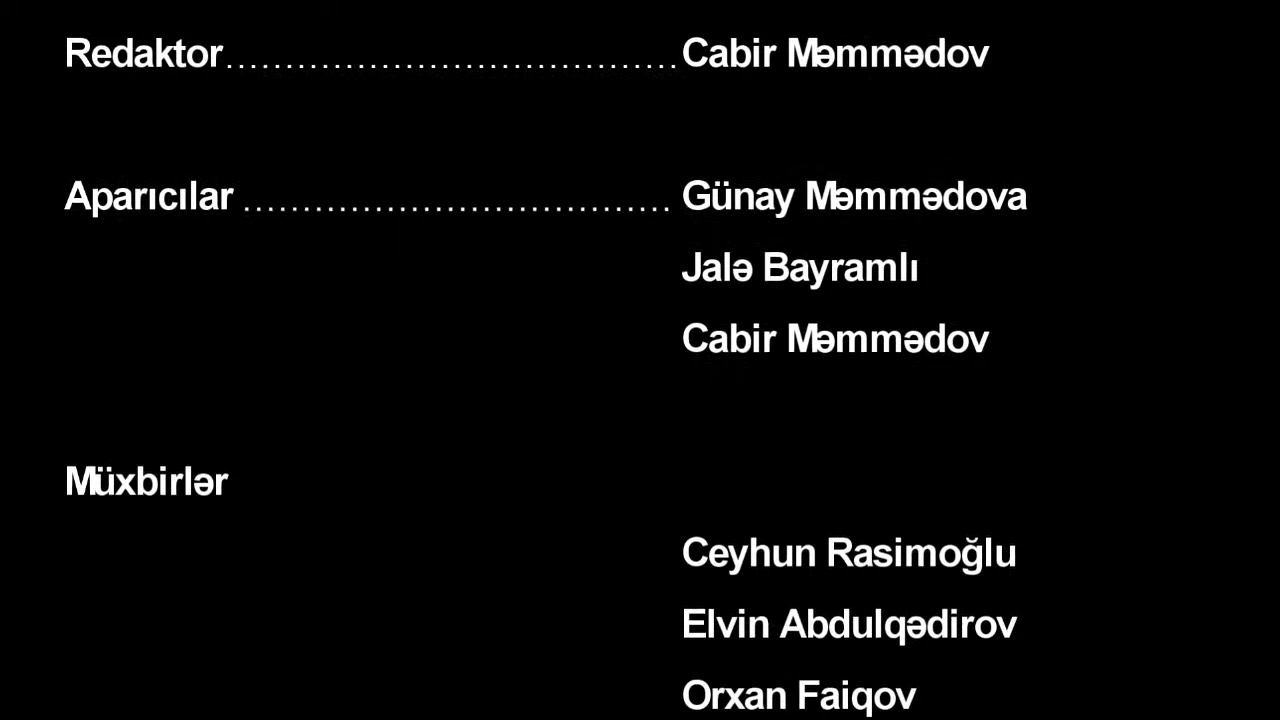 Redaktor......................................Cabir Məmmədov
Aparıcılar .................................... Günay Məmmədova
Jalə Bayramlı
Cabir Məmmədov
Müxbirlər
Ceyhun Rasimoğlu
Elvin Abdulqədirov
Orxan Faiqov